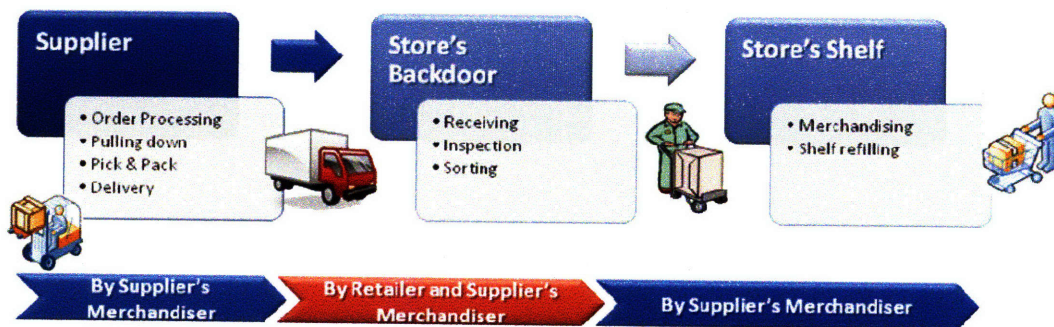 Supplier
• Order Processing
• Pulling down
• Pick & Pack
• Delivery
Store's
Backdoor
• Receiving
• Inspection
• Sorting
Store's Shelf
• Merchandising
• Shelf refilling
By Supplier's
Merchandiser
By Retailer and Supplier's
Merchandiser
By Supplier's Merchandiser